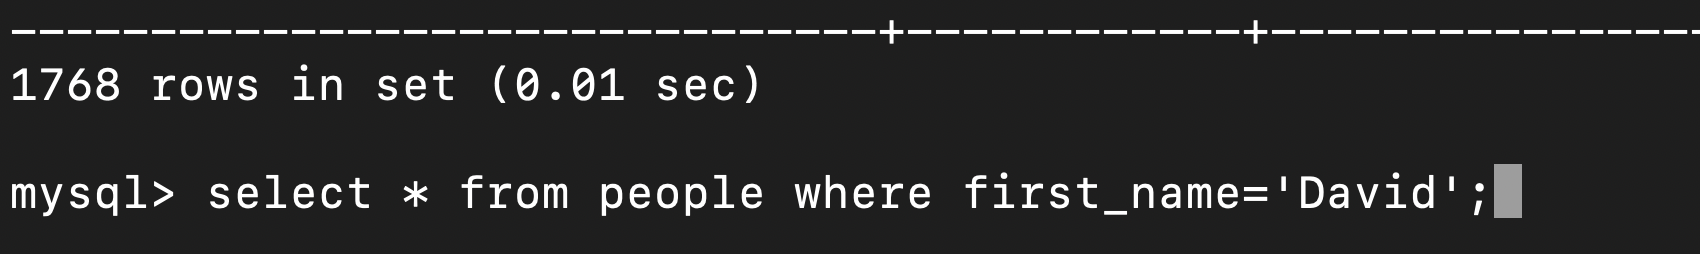 ------------------------------+------------+---------------
1768 rows in set (0.01 sec)
mysql> select * from people where first_name='David';